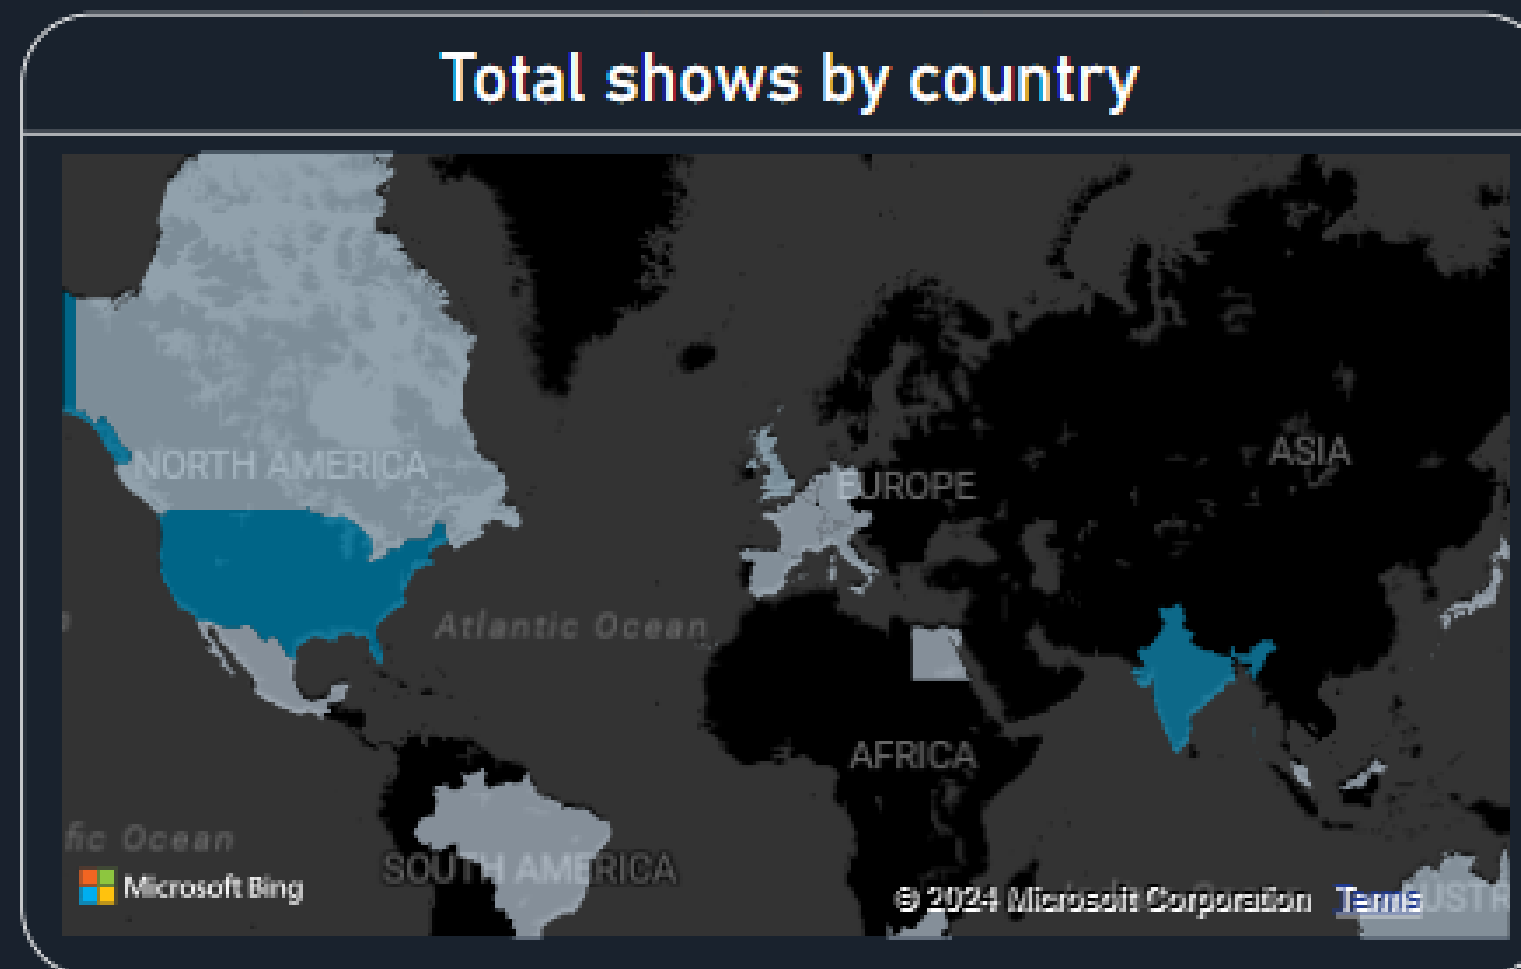 Total shows by country
NORTH AMERICA
EUROPE
ASIA
Atlantic Ocean
AFRICA
fic Ocean
SOUTH AMERICA
Microsoft Bing
© 2024 Microsoft Corporation Terms
AUSTR